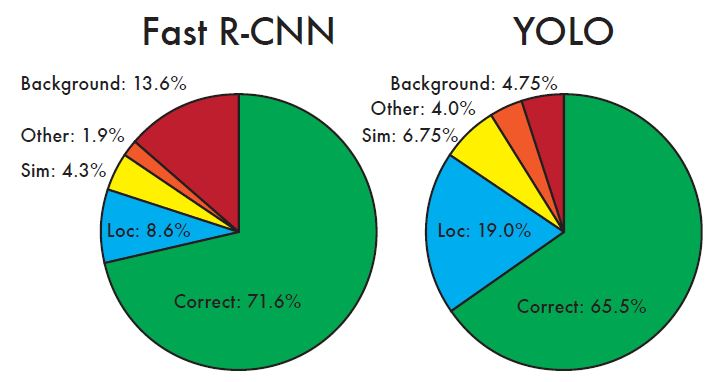 Fast R-CNN
Background: 13.6%
Other: 1.9%
Sim: 4.3%
Loc: 8.6%
Correct: 71.6%
YOLO
Background: 4.75%
Other: 4.0%
Sim: 6.75%
Loc: 19.0%
Correct: 65.5%